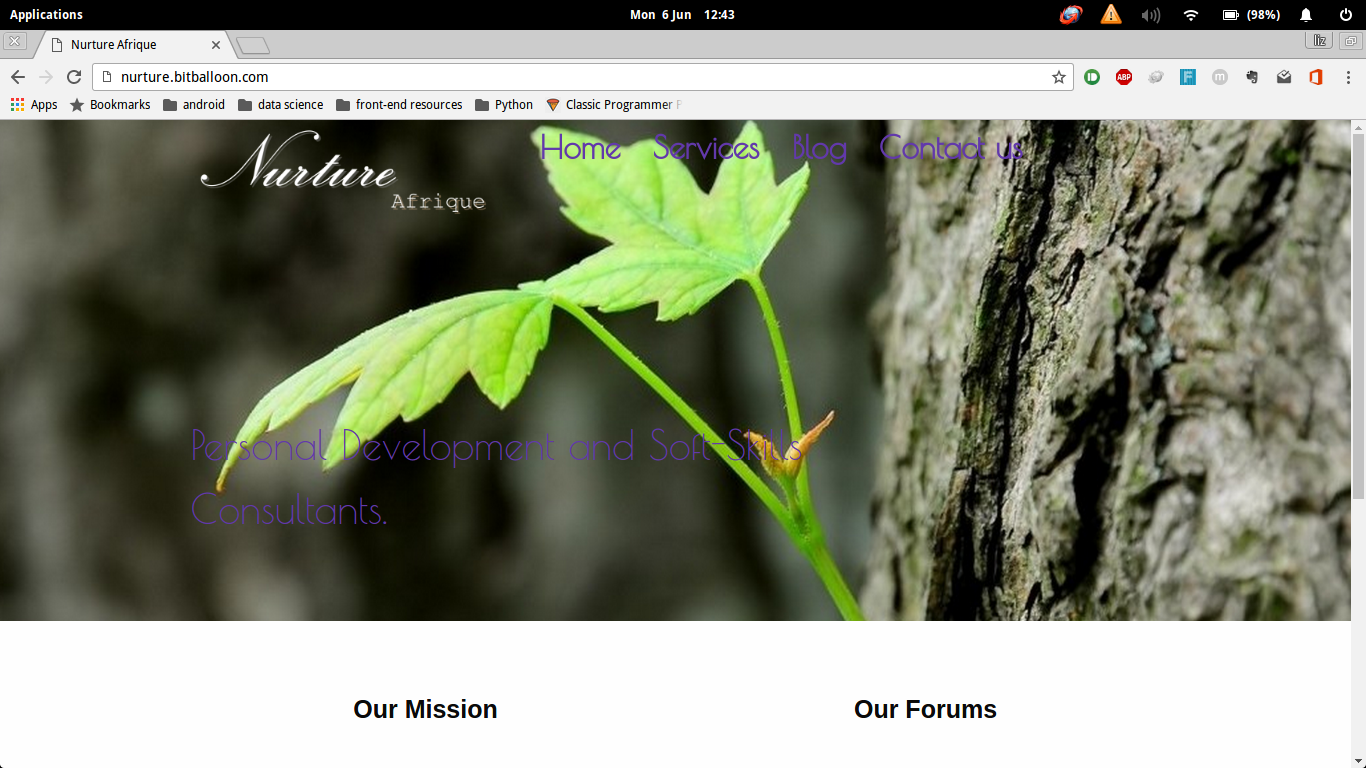 Applications
Mon 6 Jun 12:43
(98%)
Nurture Afrique
liz
nurture.bitballoon.com
ABP
F
m
Apps
Bookmarks
android
data science
front-end resources
Python
Classic Programmer P
Nurture
Afrique
Home Services Blog Contact us
Personal Development and Soft-Skills
Consultants.
Our Mission
Our Forums